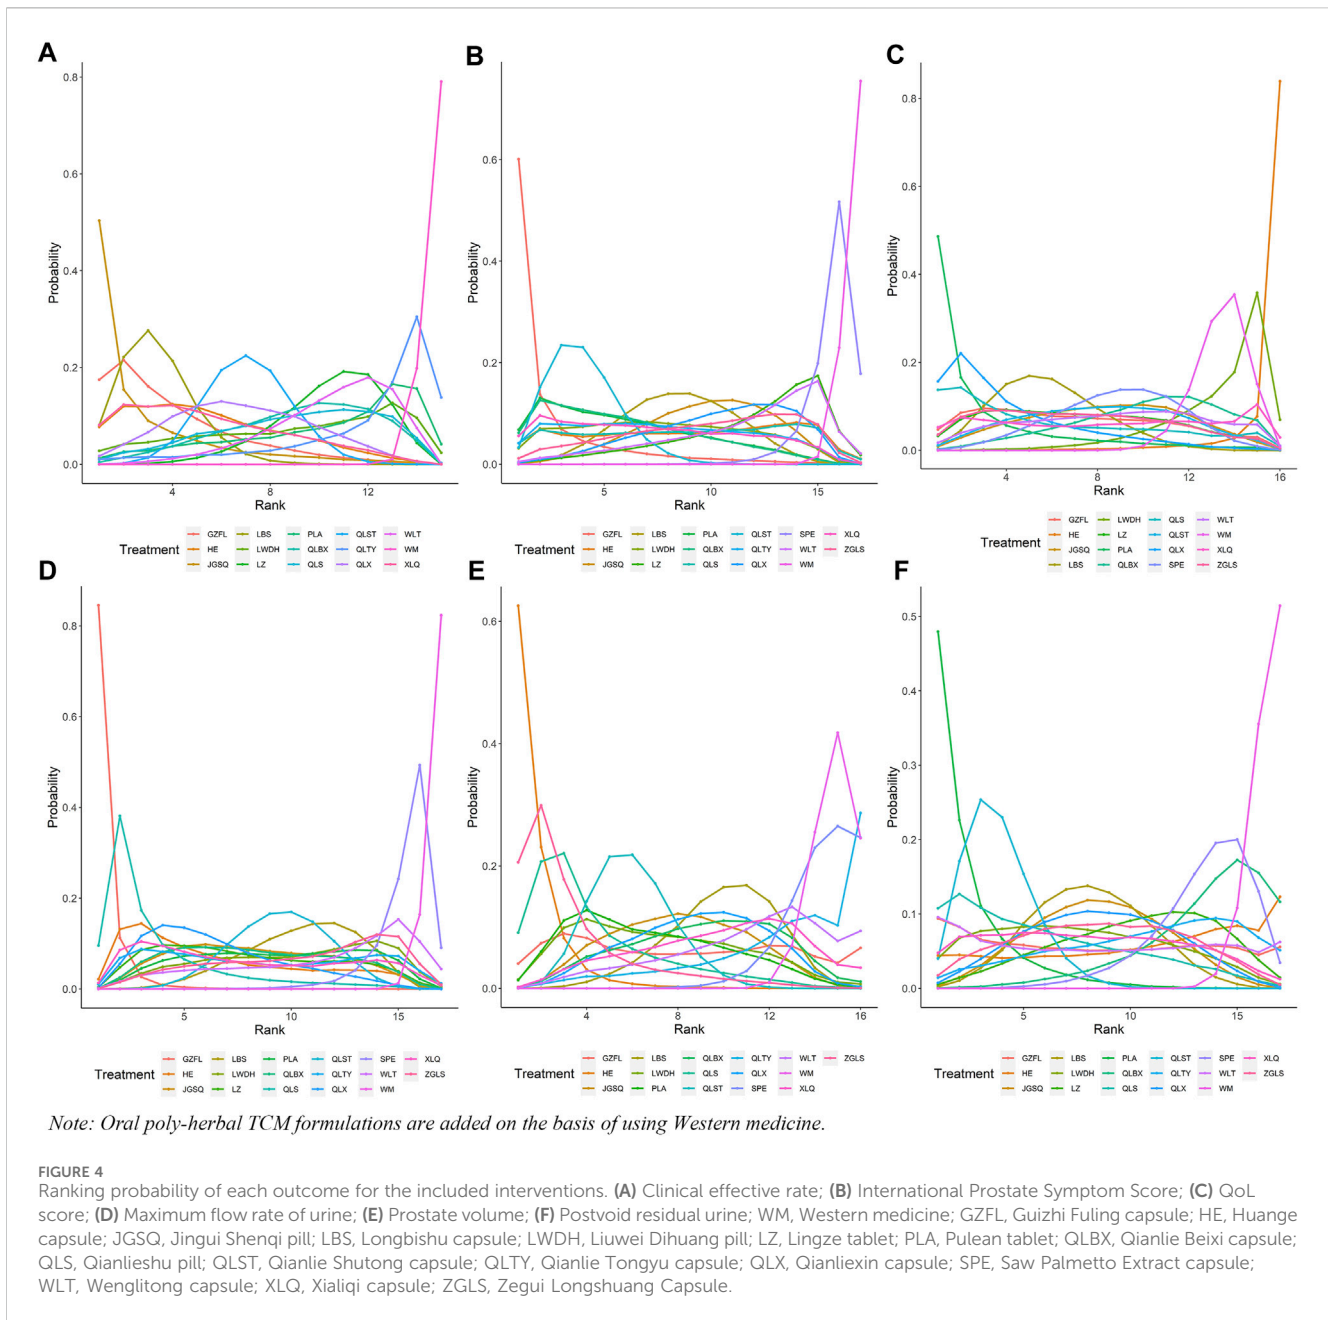 A
0.8
0.6
0.4
0.2
0.0
Probability
4
8
12
Rank
Treatment
GZFL
LBS
PLA
QLST
WLT
HE
LWDH
QLBX
QLTY
WM
JGSQ
LZ
QLS
QLX
XLQ
B
0.6
0.4
0.2
0.0
Probability
5
10
15
Rank
Treatment
GZFL
LBS
PLA
QLST
SPE
XLQ
HE
LWDH
QLBX
QLTY
WLT
ZGLS
JGSQ
LZ
QLS
QLX
WM
C
0.8
0.6
0.4
0.2
0.0
Probability
4
8
12
16
Rank
Treatment
GZFL
LWDH
QLS
WLT
HE
LZ
QLST
WM
JGSQ
PLA
QLX
XLQ
LBS
QLBX
SPE
ZGLS
D
0.8
0.6
0.4
0.2
0.0
Probability
5
10
15
Rank
Treatment
GZFL
LBS
PLA
QLST
SPE
XLQ
HE
LWDH
QLBX
QLTY
WLT
ZGLS
JGSQ
LZ
QLS
QLX
WM
E
0.6
0.4
0.2
0.0
Probability
4
8
12
16
Rank
Treatment
GZFL
LBS
QLBX
QLTY
WLT
ZGLS
HE
LWDH
QLS
QLX
WM
JGSQ
PLA
QLST
SPE
XLQ
F
0.5
0.4
0.3
0.2
0.1
0.0
Probability
5
10
15
Rank
Treatment
GZFL
LBS
PLA
QLST
SPE
XLQ
HE
LWDH
QLBX
QLTY
WLT
ZGLS
JGSQ
LZ
QLS
QLX
WM
Note: Oral poly-herbal TCM formulations are added on the basis of using Western medicine.
FIGURE 4
Ranking probability of each outcome for the included interventions. (A) Clinical effective rate; (B) International Prostate Symptom Score; (C) QoL
score; (D) Maximum flow rate of urine; (E) Prostate volume; (F) Postvoid residual urine; WM, Western medicine; GZFL, Guizhi Fuling capsule; HE, Huange
capsule; JGSQ, Jingui Shenqi pill; LBS, Longbishu capsule; LWDH, Liuwei Dihuang pill; LZ, Lingze tablet; PLA, Pulean tablet; QLBX, Qianlie Beixi capsule;
QLS, Qianlieshu pill; QLST, Qianlie Shutong capsule; QLTY, Qianlie Tongyu capsule; QLX, Qianliexin capsule; SPE, Saw Palmetto Extract capsule;
WLT, Wenglitong capsule; XLQ, Xialiqi capsule; ZGLS, Zegui Longshuang Capsule.